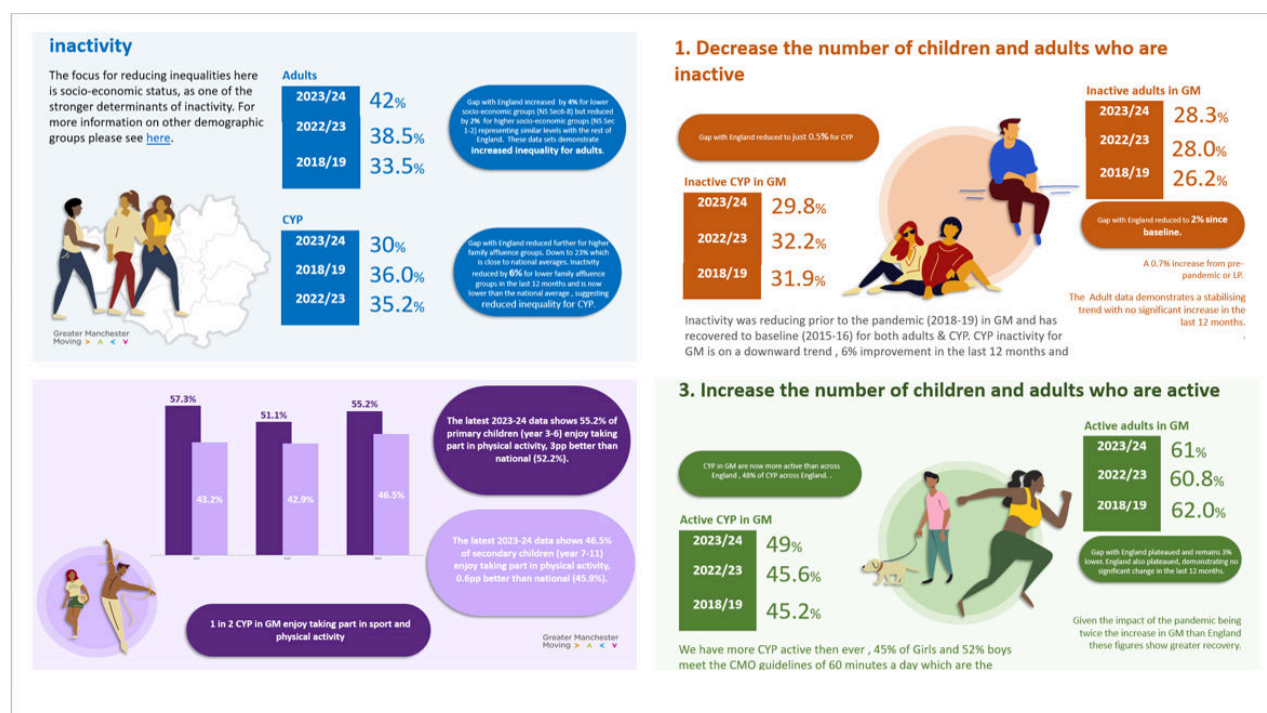 inactivity
The focus for reducing inequalities here
is socio-economic status, as one of the
stronger determinants of inactivity. For
more information on other demographic
groups please see here.
Adults
2023/24 42%
2022/23 38.5%
2018/19 33.5%
Gap with England increased by 4% for lower
socio-economic groups (NS Sec6-8) but reduced
by 2% for higher socio-economic groups (NS Sec
1-2) representing similar levels with the rest of
England. These data sets demonstrate
increased inequality for adults.
CYP
2023/24 30%
2018/19 36.0%
2022/23 35.2%
Gap with England reduced further for higher
family affluence groups. Down to 23% which
is close to national averages. Inactivity
reduced by 6% for lower family affluence
groups in the last 12 months and is now
lower than the national average , suggesting
reduced inequality for CYP.
Greater Manchester
Moving
1. Decrease the number of children and adults who are
inactive
Gap with England reduced to just 0.5% for CYP
Inactive CYP in GM
2023/24 29.8%
2022/23 32.2%
2018/19 31.9%
Inactive adults in GM
2023/24 28.3%
2022/23 28.0%
2018/19 26.2%
Gap with England reduced to 2% since
baseline.
A 0.7% increase from pre-
pandemic or LP.
The Adult data demonstrates a stabilising
trend with no significant increase in the
last 12 months.
.
Inactivity was reducing prior to the pandemic (2018-19) in GM and has
recovered to baseline (2015-16) for both adults & CYP. CYP inactivity for
GM is on a downward trend , 6% improvement in the last 12 months and
57.3%
51.1%
55.2%
43.2%
42.9%
46.5%
The latest 2023-24 data shows 55.2% of
primary children (year 3-6) enjoy taking
part in physical activity, 3pp better than
national (52.2%).
The latest 2023-24 data shows 46.5%
of secondary children (year 7-11)
enjoy taking part in physical activity,
0.6pp better than national (45.9%).
1 in 2 CYP in GM enjoy taking part in sport and
physical activity
Greater Manchester
Moving
3. Increase the number of children and adults who are active
CYP in GM are now more active than across
England , 48% of CYP across England. .
Active CYP in GM
2023/24 49%
2022/23 45.6%
2018/19 45.2%
Active adults in GM
2023/24 61%
2022/23 60.8%
2018/19 62.0%
Gap with England plateaued and remains 3%
lower. England also plateaued, demonstrating no
significant change in the last 12 months.
Given the impact of the pandemic being
twice the increase in GM than England
these figures show greater recovery.
We have more CYP active then ever , 45% of Girls and 52% boys
meet the CMO guidelines of 60 minutes a day which are the